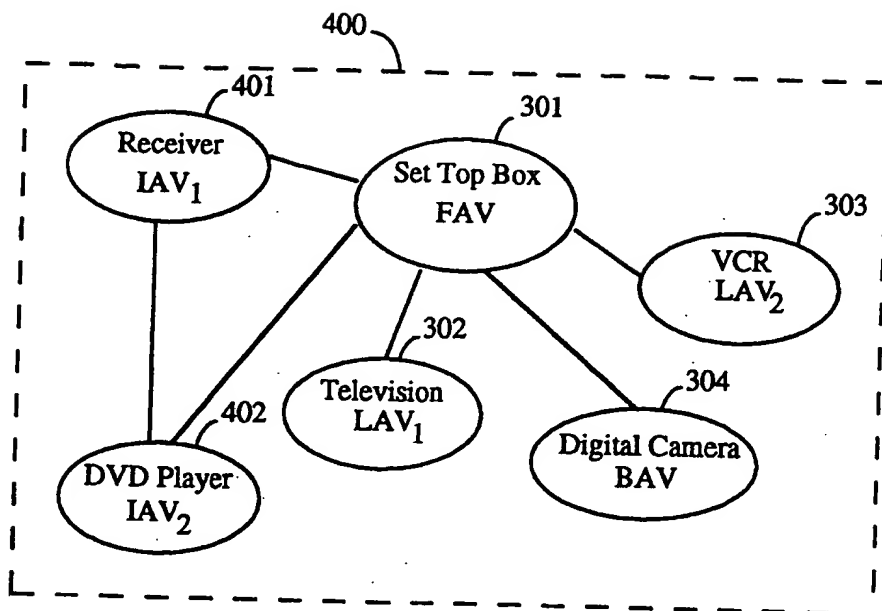 400
401
Receiver
IAV1
301
Set Top Box
FAV
303
VCR
LAV2
302
Television
LAV1
304
Digital Camera
BAV
402
DVD Player
IAV2